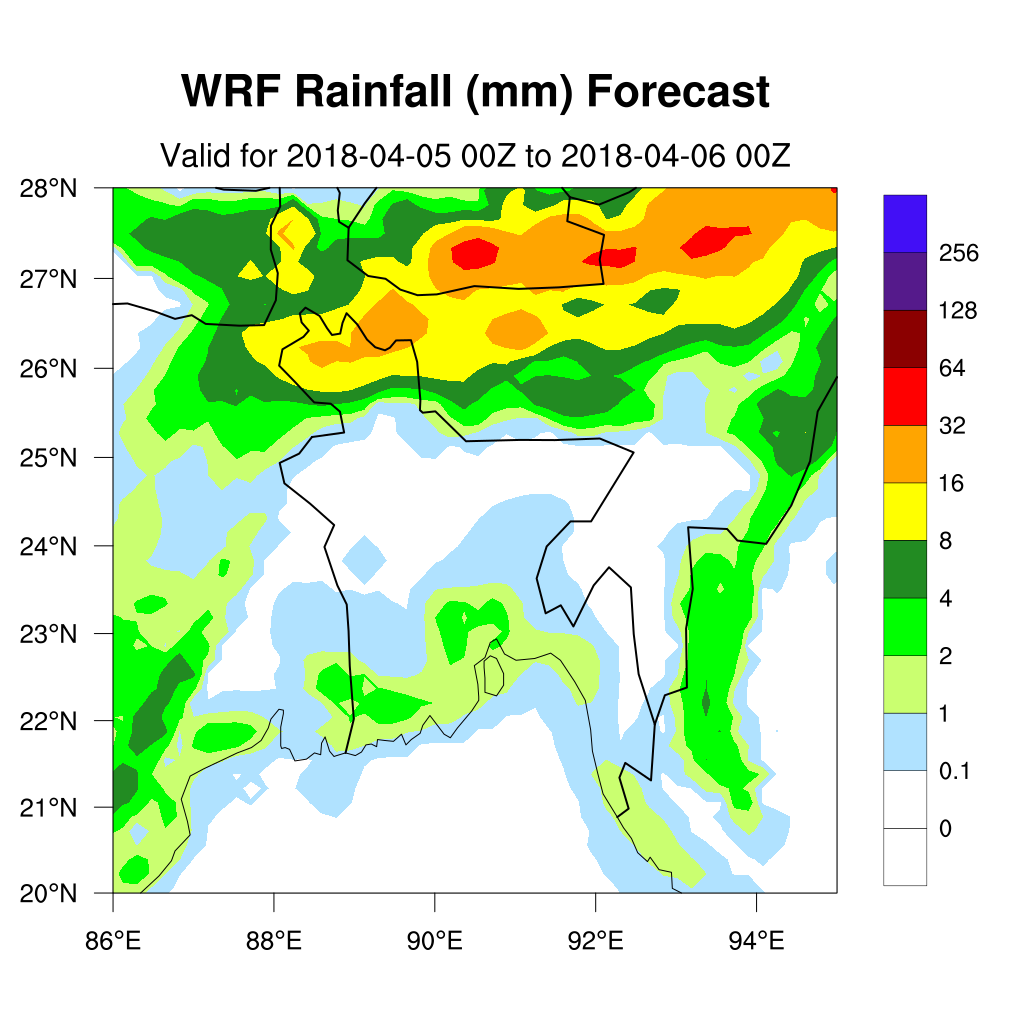 WRF Rainfall (mm) Forecast
Valid for 2018-04-05 00Z to 2018-04-06 00Z
28°N
27°N
26°N
25°N
24°N
23°N
22°N
21°N
20°N
86°E 88°E 90°E 92°E 94°E
256
128
64
32
16
8
4
2
1
0.1
0